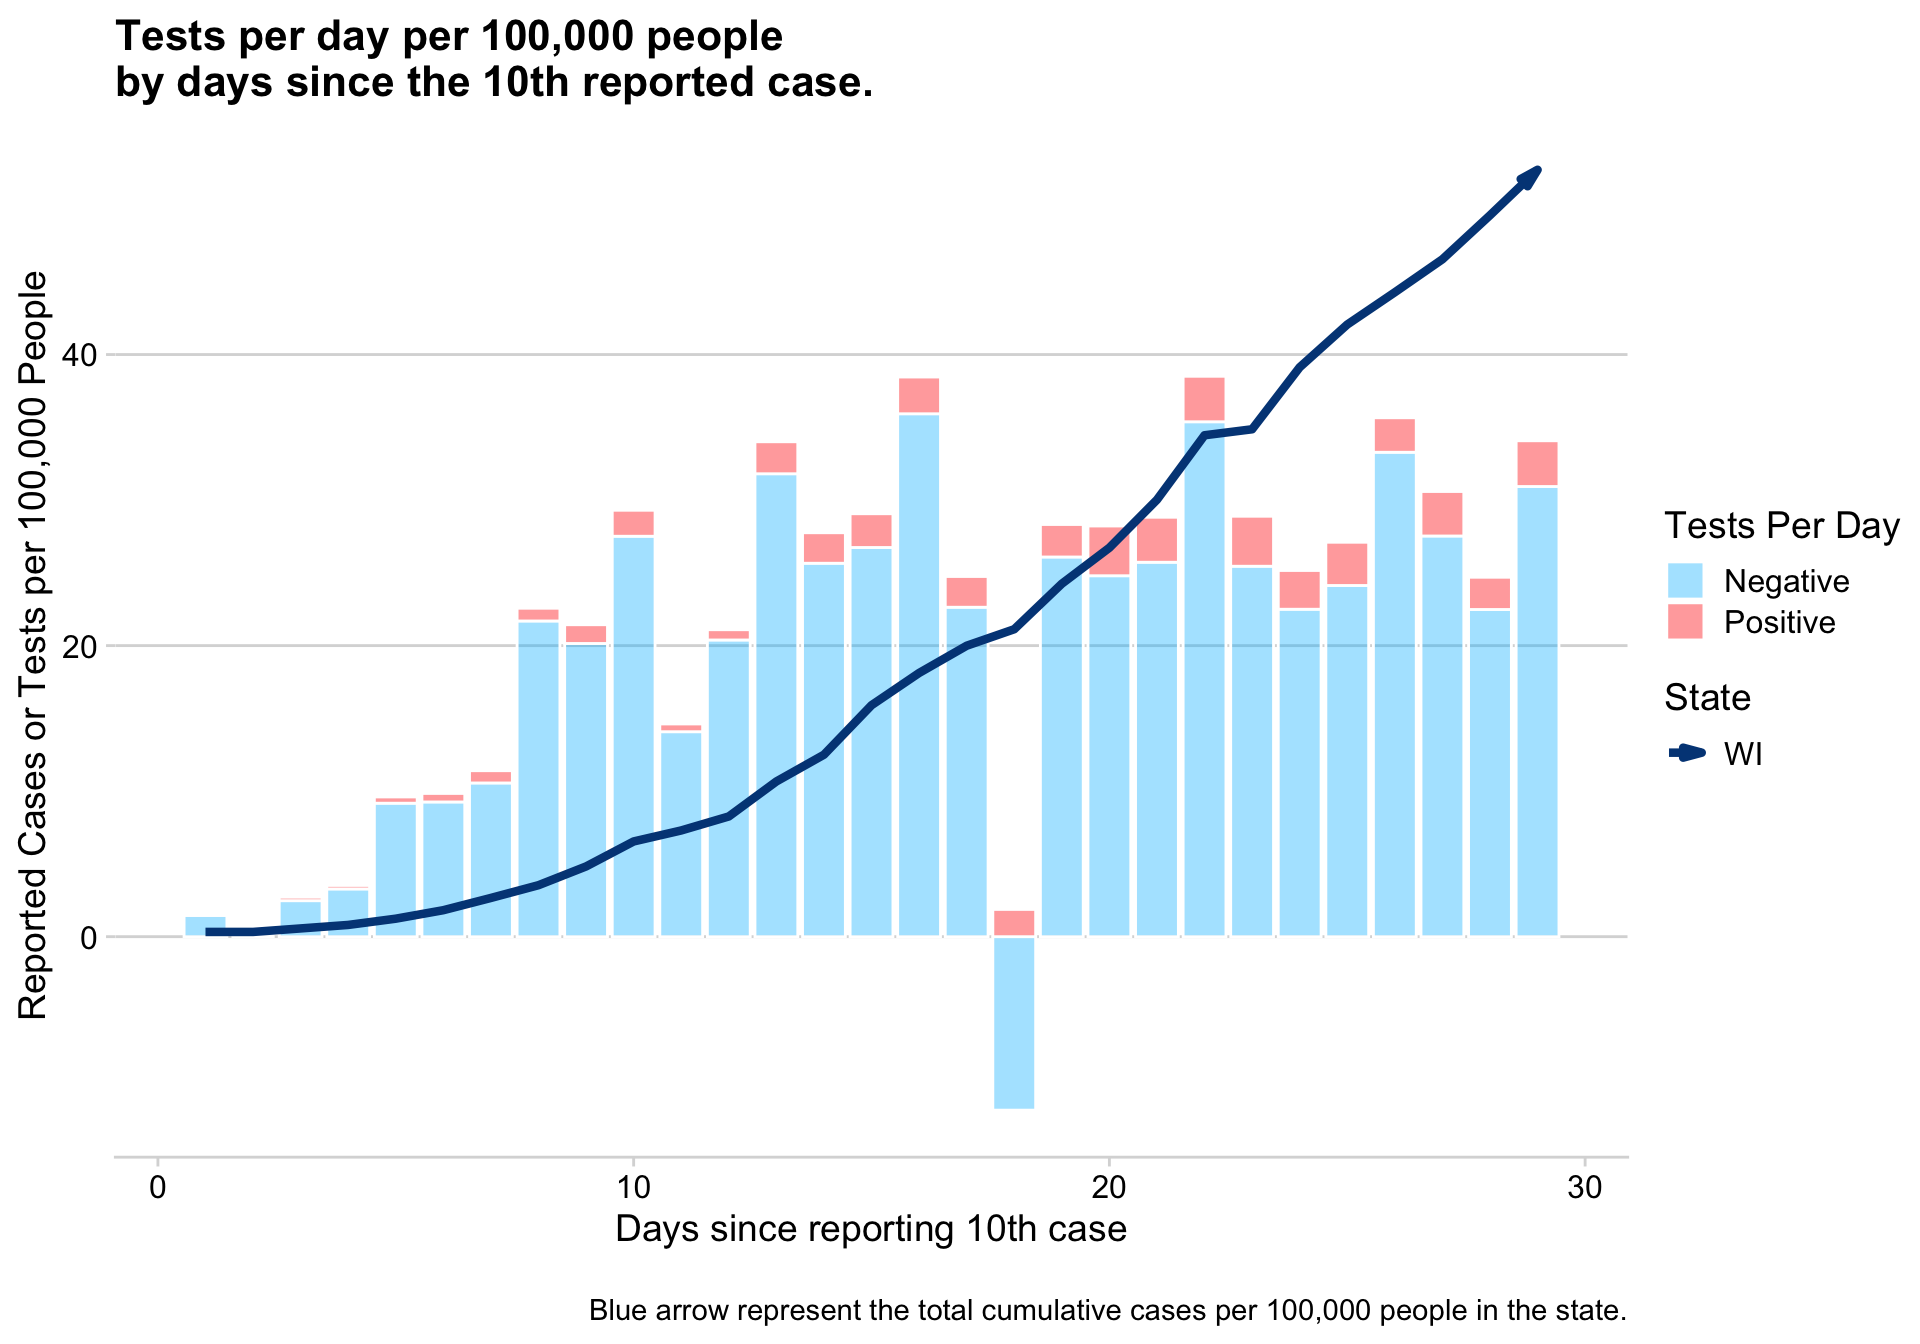 Tests per day per 100,000 people
by days since the 10th reported case.
Reported Cases or Tests per 100,000 People
40
20
0
0
10
20
30
Days since reporting 10th case
Tests Per Day
Negative
Positive
State
WI
Blue arrow represent the total cumulative cases per 100,000 people in the state.